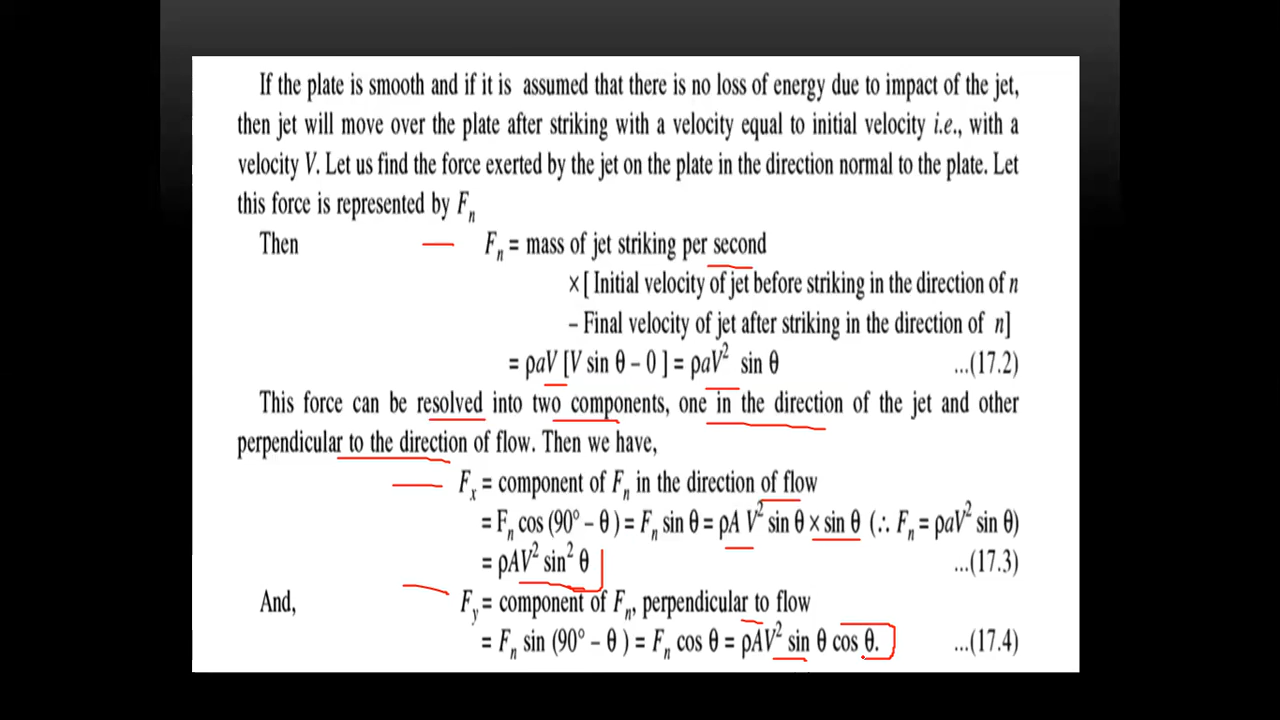 If the plate is smooth and if it is assumed that there is no loss of energy due to impact of the jet,
then jet will move over the plate after striking with a velocity equal to initial velocity i.e., with a
velocity V. Let us find the force exerted by the jet on the plate in the direction normal to the plate. Let
this force is represented by Fₙ
Then Fₙ = mass of jet striking per second
× [ Initial velocity of jet before striking in the direction of n
– Final velocity of jet after striking in the direction of n]
= ρaV [V sin θ – 0 ] = ρaV² sin θ ...(17.2)
This force can be resolved into two components, one in the direction of the jet and other
perpendicular to the direction of flow. Then we have,
Fₓ = component of Fₙ in the direction of flow
= Fₙ cos (90° – θ ) = Fₙ sin θ = ρA V² sin θ × sin θ (∴ Fₙ = ρaV² sin θ)
= ρAV² sin² θ ...(17.3)
And, F_y = component of Fₙ, perpendicular to flow
= Fₙ sin (90° – θ ) = Fₙ cos θ = ρAV² sin θ cos θ. ...(17.4)